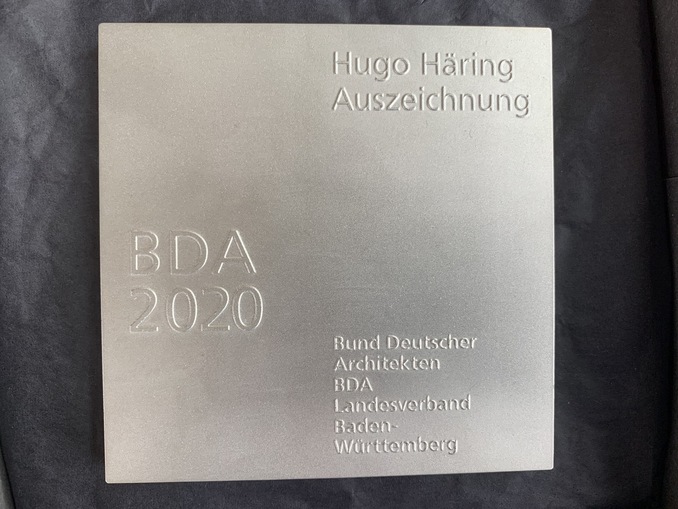 Hugo Häring
Auszeichnung
BDA
2020
Bund Deutscher
Architekten
BDA
Landesverband
Baden-
Württemberg